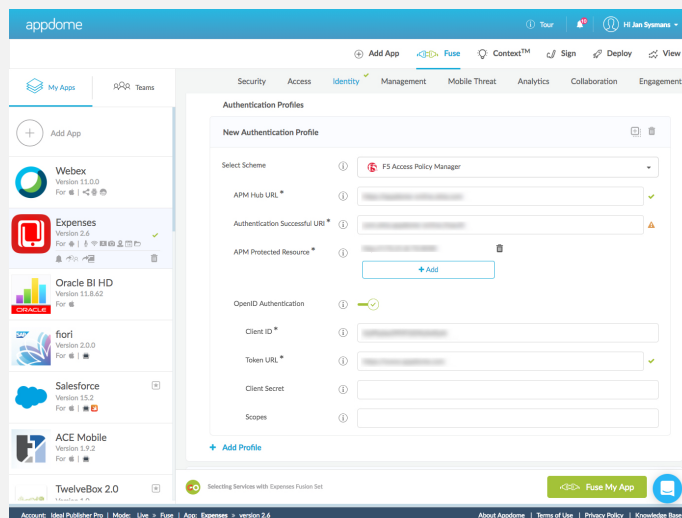 appdome
Tour
Hi Jan Sysmans
Add App
Fuse
Context™
Sign
Deploy
View
My Apps
Teams
Security
Access
Identity
Management
Mobile Threat
Analytics
Collaboration
Engagement
Add App
Webex
Version 11.0.0
For
Expenses
Version 2.6
For
Oracle BI HD
Version 11.8.62
For
ORACLE
fiori
Version 2.0.0
For
SAP
Salesforce
Version 15.2
For
ACE Mobile
Version 1.9.2
For
TwelveBox 2.0
Authentication Profiles
New Authentication Profile
Select Scheme
F5 Access Policy Manager
APM Hub URL *
Authentication Successful URI *
APM Protected Resource *
+ Add
OpenID Authentication
Client ID *
Token URL *
Client Secret
Scopes
+ Add Profile
Selecting Services with Expenses Fusion Set
Fuse My App
Account: Ideal Publisher Pro | Mode: Live > Fuse | App: Expenses > version 2.6
About Appdome | Terms of Use | Privacy Policy | Knowledge Base